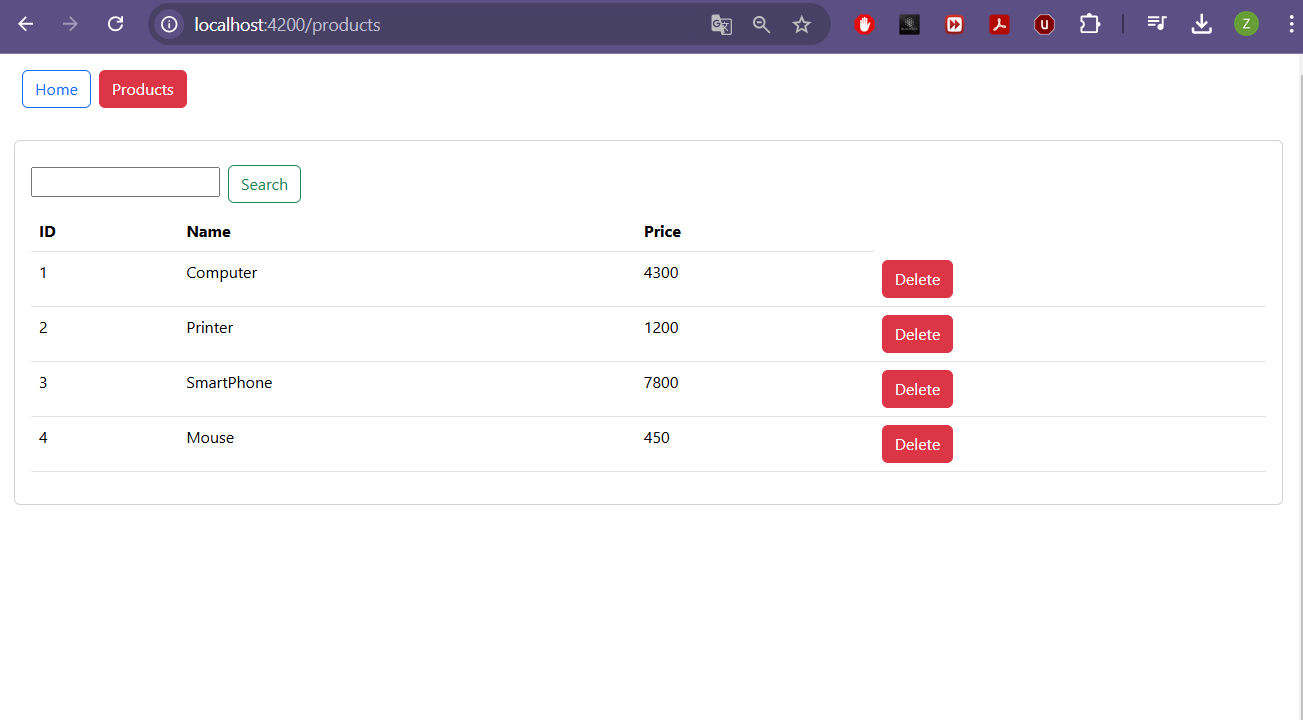 localhost:4200/products
Z
Home Products
Search
ID Name Price
1 Computer 4300 Delete
2 Printer 1200 Delete
3 SmartPhone 7800 Delete
4 Mouse 450 Delete